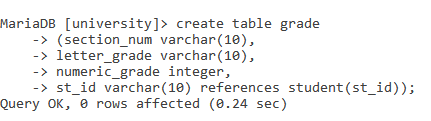 MariaDB [university]> create table grade
    -> (section_num varchar(10),
    -> letter_grade varchar(10),
    -> numeric_grade integer,
    -> st_id varchar(10) references student(st_id));
Query OK, 0 rows affected (0.24 sec)